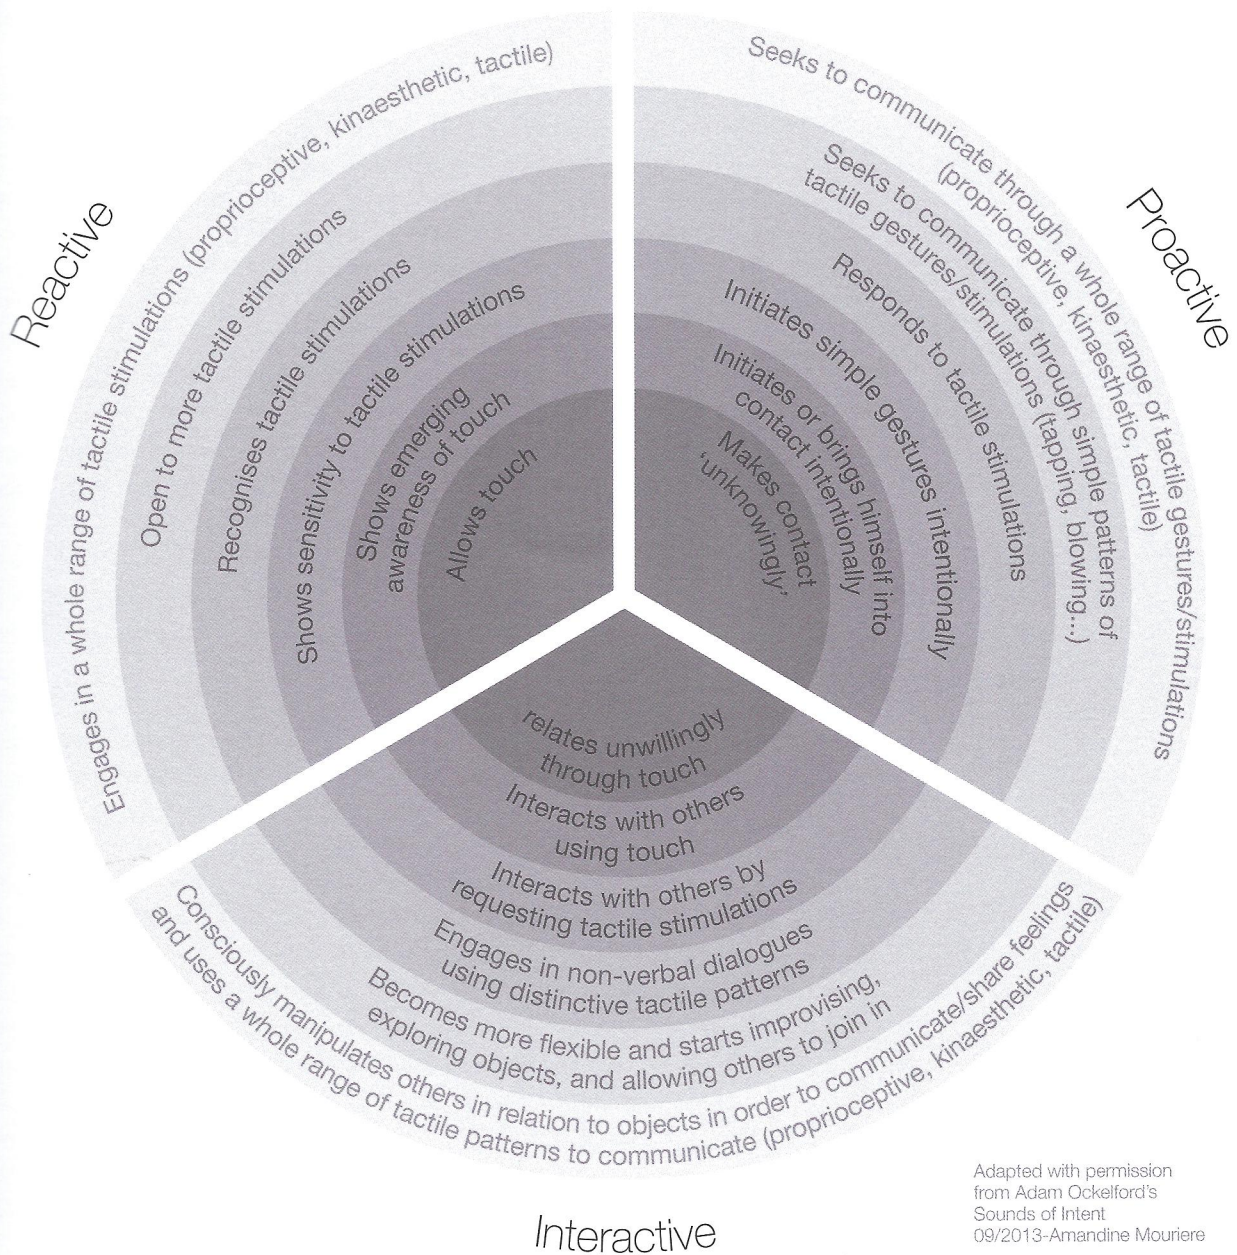 Reactive
Engages in a whole range of tactile stimulations (proprioceptive, kinaesthetic, tactile)
Open to more tactile stimulations
Recognises tactile stimulations
Shows sensitivity to tactile stimulations
Shows emerging
awareness of touch
Allows touch
Proactive
Seeks to communicate through a whole range of tactile gestures/stimulations
(proprioceptive, kinaesthetic, tactile)
Seeks to communicate through simple patterns of
tactile gestures/stimulations (tapping, blowing...)
Responds to tactile stimulations
Initiates simple gestures intentionally
Initiates or brings himself into
contact intentionally
Makes contact
‘unknowingly’
relates unwillingly
through touch
Interacts with others
using touch
Interacts with others by
requesting tactile stimulations
Engages in non-verbal dialogues
using distinctive tactile patterns
Becomes more flexible and starts improvising,
exploring objects, and allowing others to join in
Consciously manipulates others in relation to objects in order to communicate/share feelings
and uses a whole range of tactile patterns to communicate (proprioceptive, kinaesthetic, tactile)
Interactive
Adapted with permission
from Adam Ockelford’s
Sounds of Intent
09/2013-Amandine Mouriere